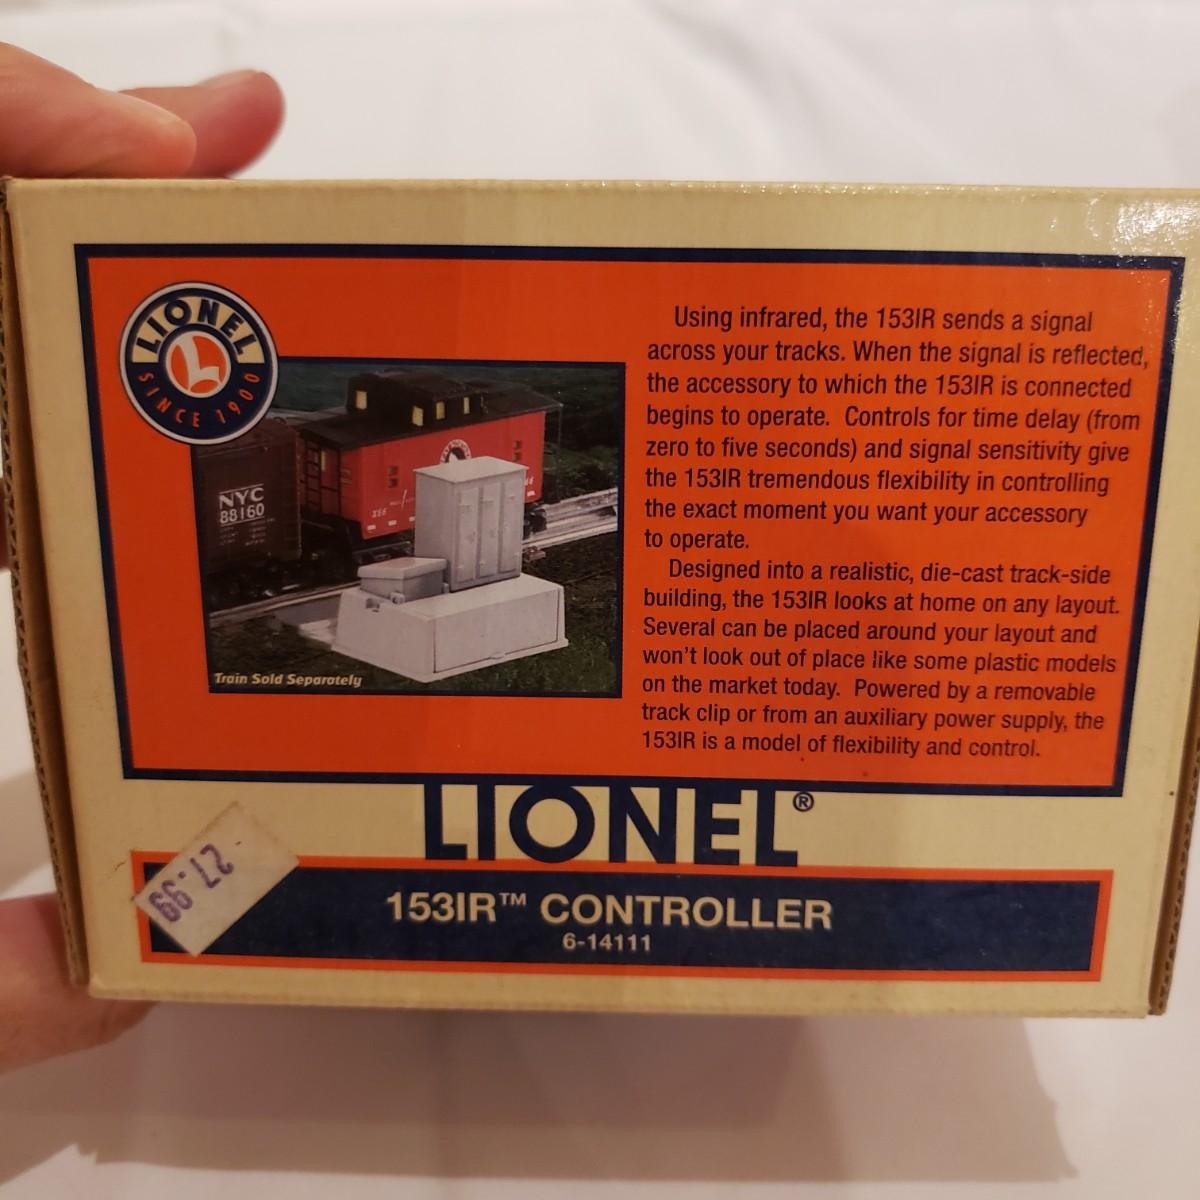 LIONEL
SINCE 1900
L
NYC
88160
Train Sold Separately
Using infrared, the 153IR sends a signal
across your tracks. When the signal is reflected,
the accessory to which the 153IR is connected
begins to operate. Controls for time delay (from
zero to five seconds) and signal sensitivity give
the 153IR tremendous flexibility in controlling
the exact moment you want your accessory
to operate.
Designed into a realistic, die-cast track-side
building, the 153IR looks at home on any layout.
Several can be placed around your layout and
won't look out of place like some plastic models
on the market today. Powered by a removable
track clip or from an auxiliary power supply, the
153IR is a model of flexibility and control.
LIONEL®
27.99
153IR™ CONTROLLER
6-14111